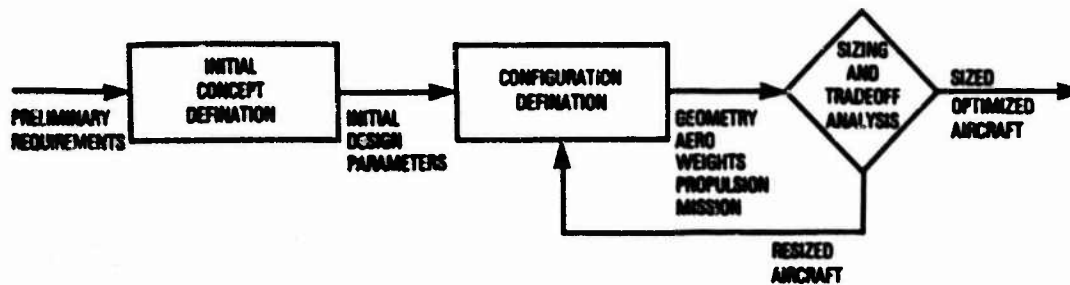 PRELIMINARY
REQUIREMENTS
INITIAL
CONCEPT
DEFINATION
INITIAL
DESIGN
PARAMETERS
CONFIGURATION
DEFINATION
GEOMETRY
AERO
WEIGHTS
PROPULSION
MISSION
SIZING
AND
TRADEOFF
ANALYSIS
SIZED
OPTIMIZED
AIRCRAFT
RESIZED
AIRCRAFT